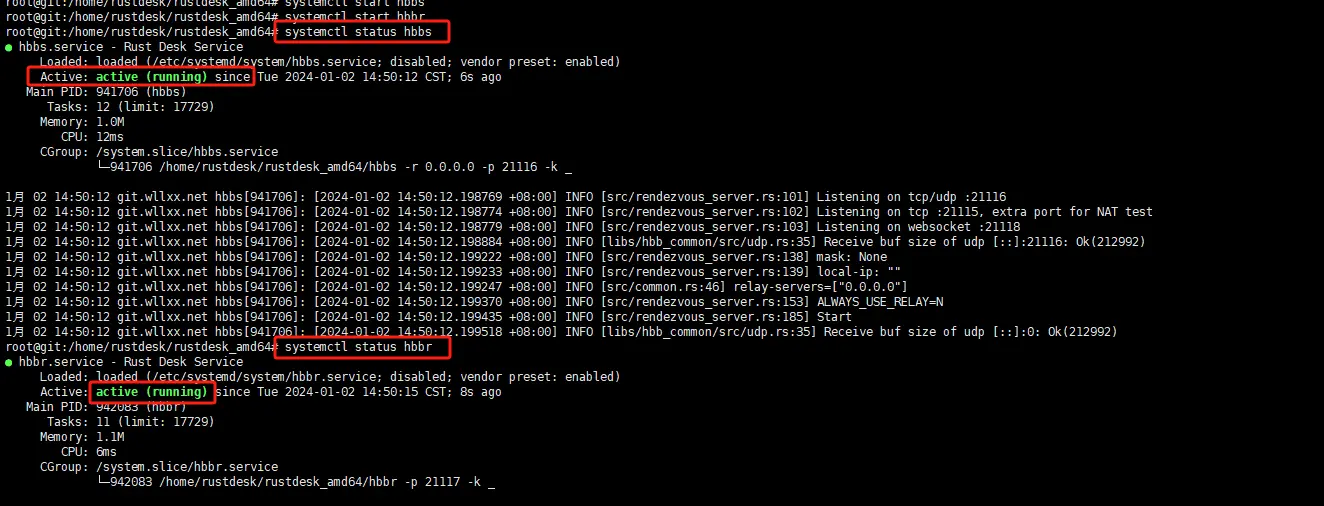 root@git:/home/rustdesk/rustdesk_amd64# systemctl start hbbs
root@git:/home/rustdesk/rustdesk_amd64# systemctl start hbbr
root@git:/home/rustdesk/rustdesk_amd64# systemctl status hbbs
● hbbs.service - Rust Desk Service
Loaded: loaded (/etc/systemd/system/hbbs.service; disabled; vendor preset: enabled)
Active: active (running) since Tue 2024-01-02 14:50:12 CST; 6s ago
Main PID: 941706 (hbbs)
Tasks: 12 (limit: 17729)
Memory: 1.0M
CPU: 12ms
CGroup: /system.slice/hbbs.service
└─941706 /home/rustdesk/rustdesk_amd64/hbbs -r 0.0.0.0 -p 21116 -k _
1月 02 14:50:12 git.wllxx.net hbbs[941706]: [2024-01-02 14:50:12.198769 +08:00] INFO [src/rendezvous_server.rs:101] Listening on tcp/udp :21116
1月 02 14:50:12 git.wllxx.net hbbs[941706]: [2024-01-02 14:50:12.198774 +08:00] INFO [src/rendezvous_server.rs:102] Listening on tcp :21115, extra port for NAT test
1月 02 14:50:12 git.wllxx.net hbbs[941706]: [2024-01-02 14:50:12.198779 +08:00] INFO [src/rendezvous_server.rs:103] Listening on websocket :21118
1月 02 14:50:12 git.wllxx.net hbbs[941706]: [2024-01-02 14:50:12.198884 +08:00] INFO [libs/hbb_common/src/udp.rs:35] Receive buf size of udp [::]:21116: Ok(212992)
1月 02 14:50:12 git.wllxx.net hbbs[941706]: [2024-01-02 14:50:12.199222 +08:00] INFO [src/rendezvous_server.rs:138] mask: None
1月 02 14:50:12 git.wllxx.net hbbs[941706]: [2024-01-02 14:50:12.199233 +08:00] INFO [src/rendezvous_server.rs:139] local-ip: ""
1月 02 14:50:12 git.wllxx.net hbbs[941706]: [2024-01-02 14:50:12.199247 +08:00] INFO [src/common.rs:46] relay-servers=["0.0.0.0"]
1月 02 14:50:12 git.wllxx.net hbbs[941706]: [2024-01-02 14:50:12.199370 +08:00] INFO [src/rendezvous_server.rs:153] ALWAYS_USE_RELAY=N
1月 02 14:50:12 git.wllxx.net hbbs[941706]: [2024-01-02 14:50:12.199435 +08:00] INFO [src/rendezvous_server.rs:185] Start
1月 02 14:50:12 git.wllxx.net hbbs[941706]: [2024-01-02 14:50:12.199518 +08:00] INFO [libs/hbb_common/src/udp.rs:35] Receive buf size of udp [::]:0: Ok(212992)
root@git:/home/rustdesk/rustdesk_amd64# systemctl status hbbr
● hbbr.service - Rust Desk Service
Loaded: loaded (/etc/systemd/system/hbbr.service; disabled; vendor preset: enabled)
Active: active (running) since Tue 2024-01-02 14:50:15 CST; 8s ago
Main PID: 942083 (hbbr)
Tasks: 11 (limit: 17729)
Memory: 1.1M
CPU: 6ms
CGroup: /system.slice/hbbr.service
└─942083 /home/rustdesk/rustdesk_amd64/hbbr -p 21117 -k _